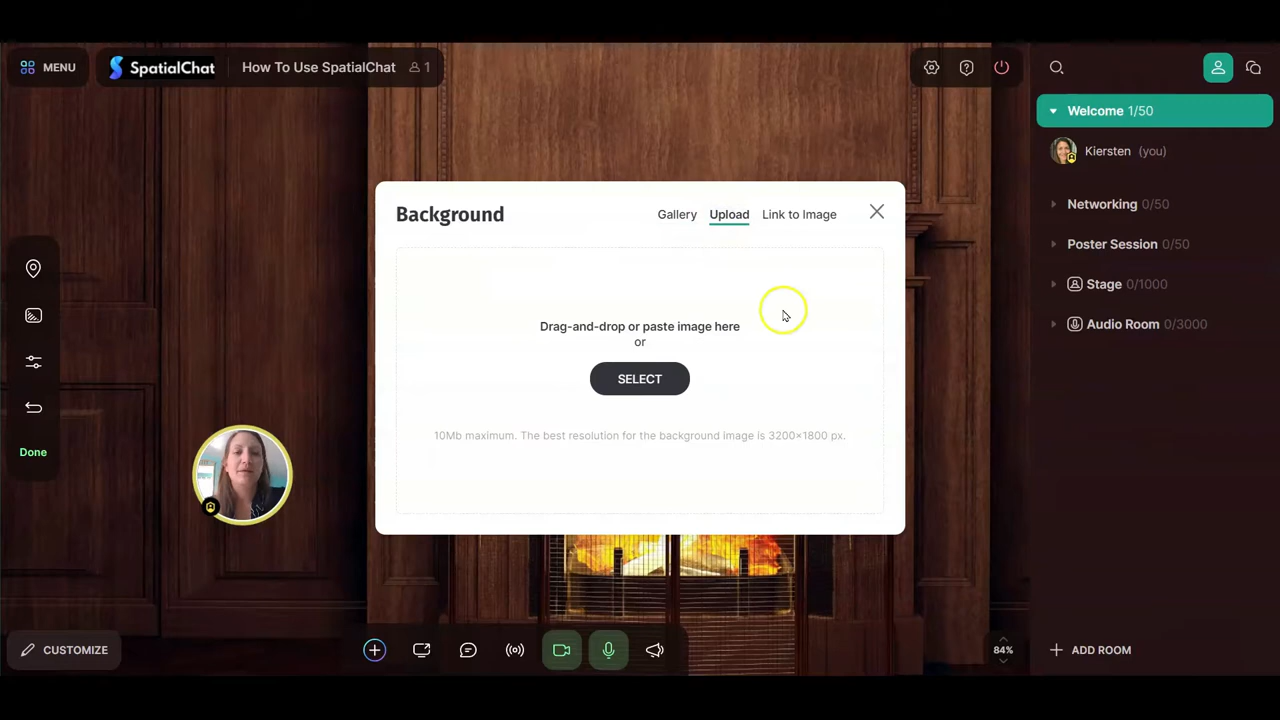 MENU
SpatialChat
How To Use SpatialChat
1
Welcome 1/50
Kiersten (you)
Networking 0/50
Poster Session 0/50
Stage 0/1000
Audio Room 0/3000
Background
Gallery
Upload
Link to Image
Drag-and-drop or paste image here
or
SELECT
10Mb maximum. The best resolution for the background image is 3200×1800 px.
Done
CUSTOMIZE
84%
ADD ROOM